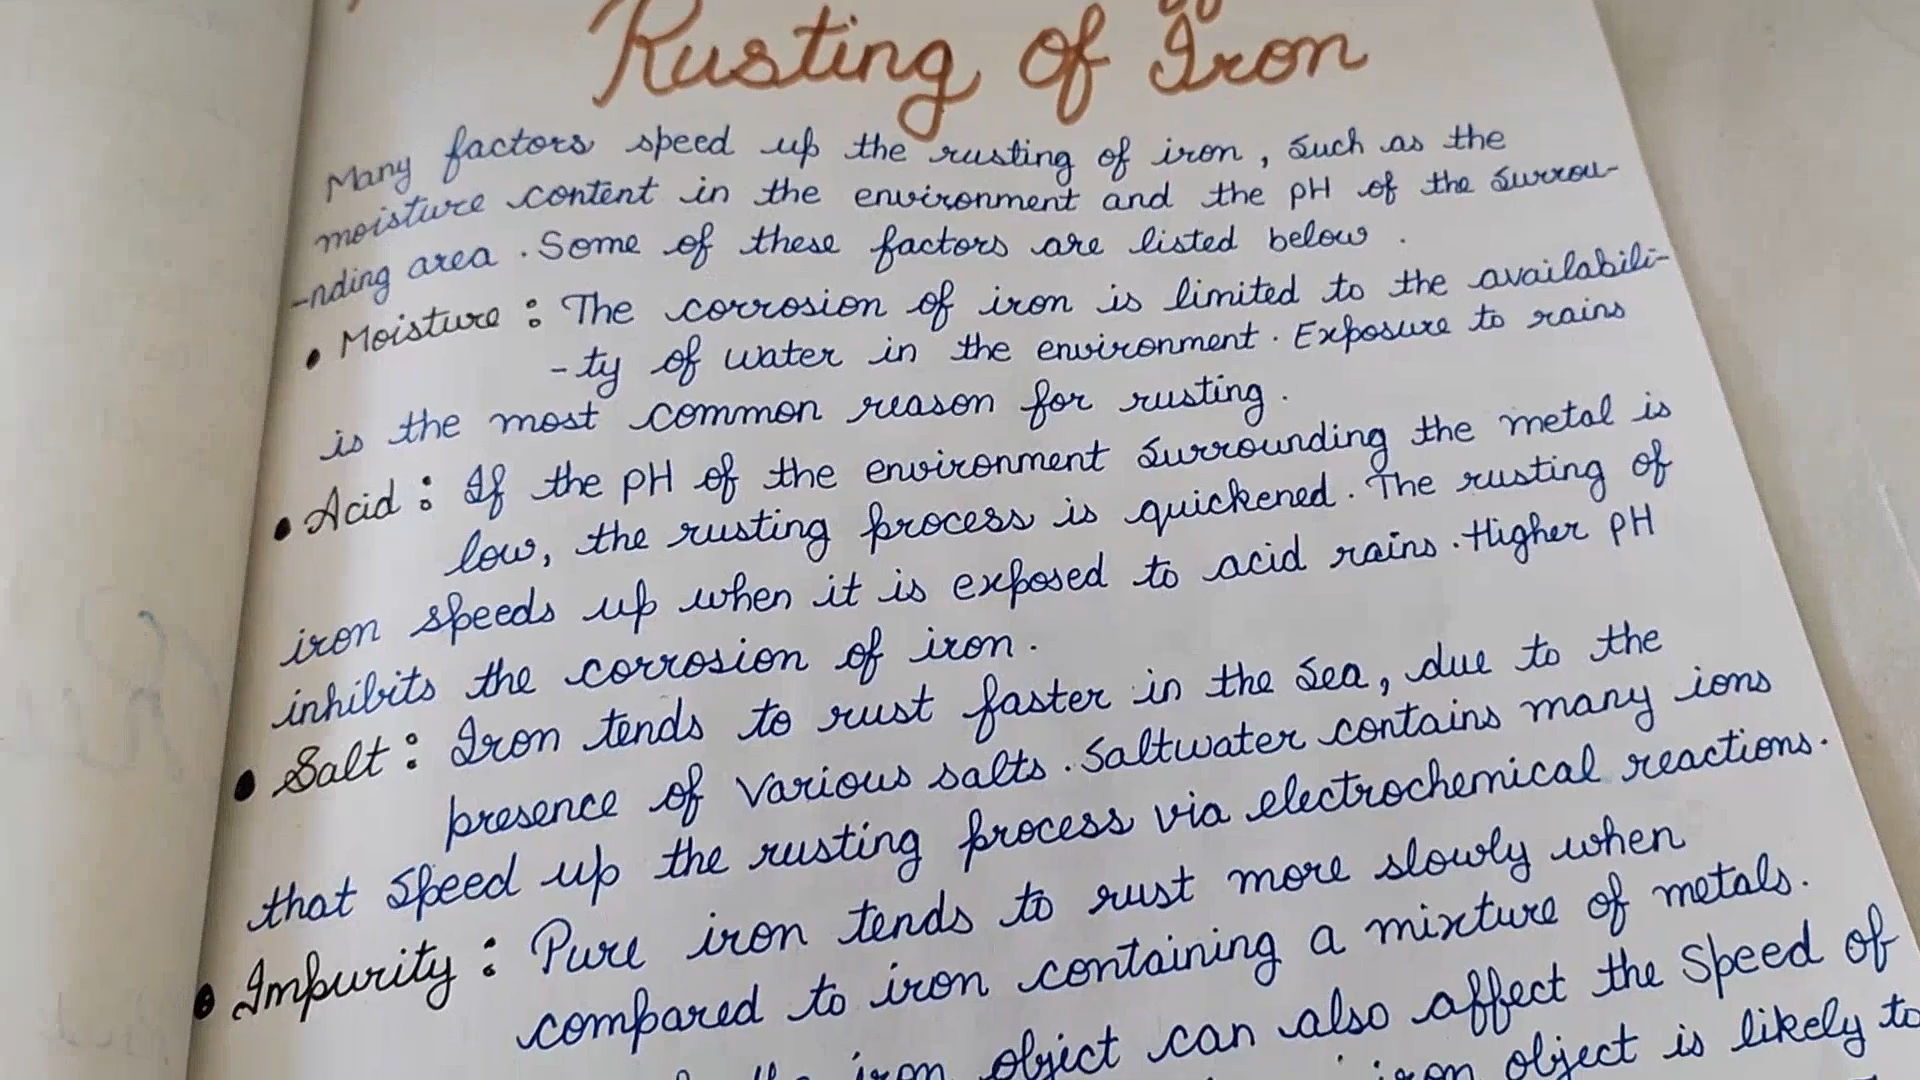 Rusting of Iron
Many factors speed up the rusting of iron, such as the
moisture content in the environment and the pH of the surrou-
-nding area. Some of these factors are listed below.
• Moisture : The corrosion of iron is limited to the availabili-
-ty of water in the environment. Exposure to rains
is the most common reason for rusting.
• Acid : If the pH of the environment surrounding the metal is
low, the rusting process is quickened. The rusting of
iron speeds up when it is exposed to acid rains. Higher pH
inhibits the corrosion of iron.
• Salt : Iron tends to rust faster in the sea, due to the
presence of various salts. Saltwater contains many ions
that speed up the rusting process via electrochemical reactions.
• Impurity : Pure iron tends to rust more slowly when
compared to iron containing a mixture of metals.
iron object can also affect the speed of
iron object is likely to